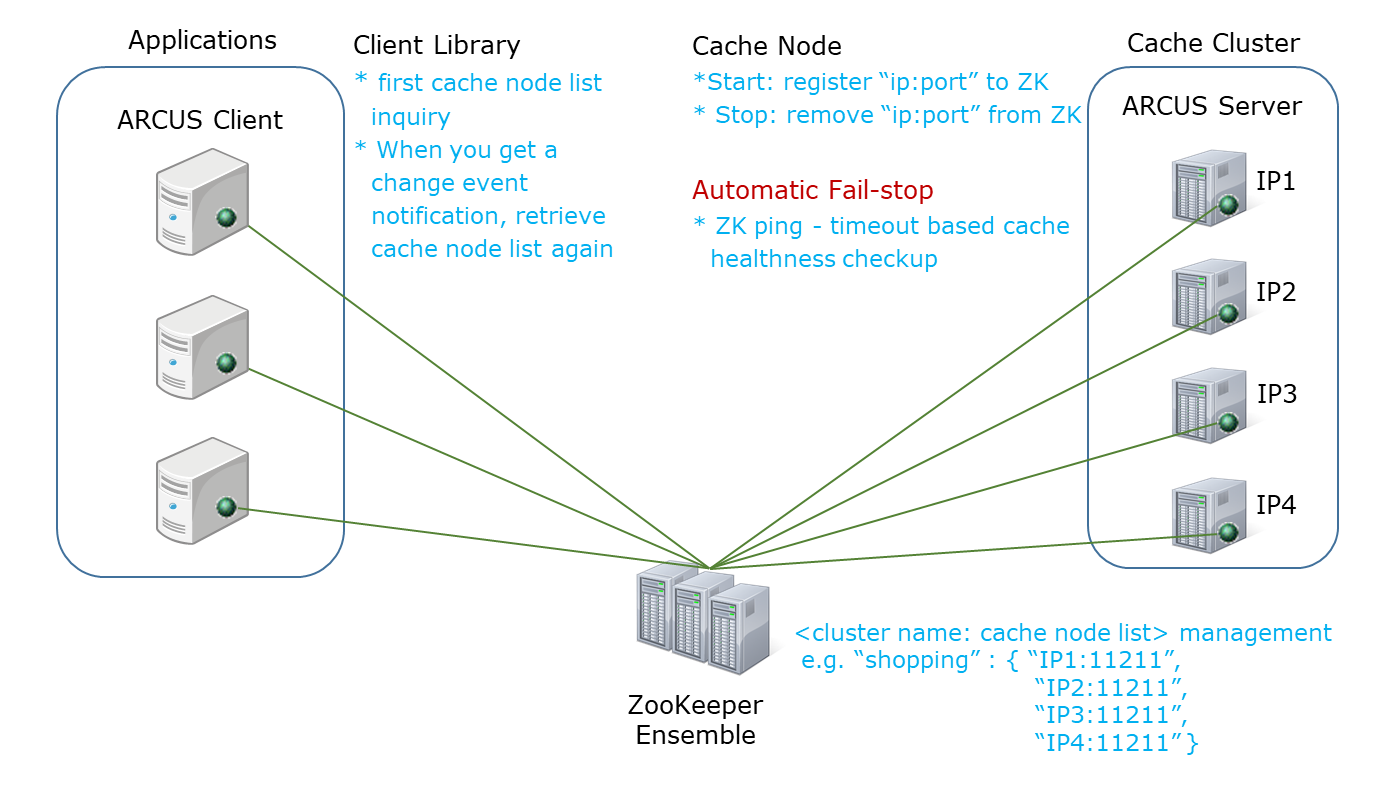 Applications
ARCUS Client
Client Library
* first cache node list
inquiry
* When you get a
change event
notification, retrieve
cache node list again
Cache Node
*Start: register “ip:port” to ZK
* Stop: remove “ip:port” from ZK
Automatic Fail-stop
* ZK ping - timeout based cache
healthness checkup
Cache Cluster
ARCUS Server
IP1
IP2
IP3
IP4
ZooKeeper
Ensemble
<cluster name: cache node list> management
e.g. “shopping” : { “IP1:11211”,
“IP2:11211”,
“IP3:11211”,
“IP4:11211” }